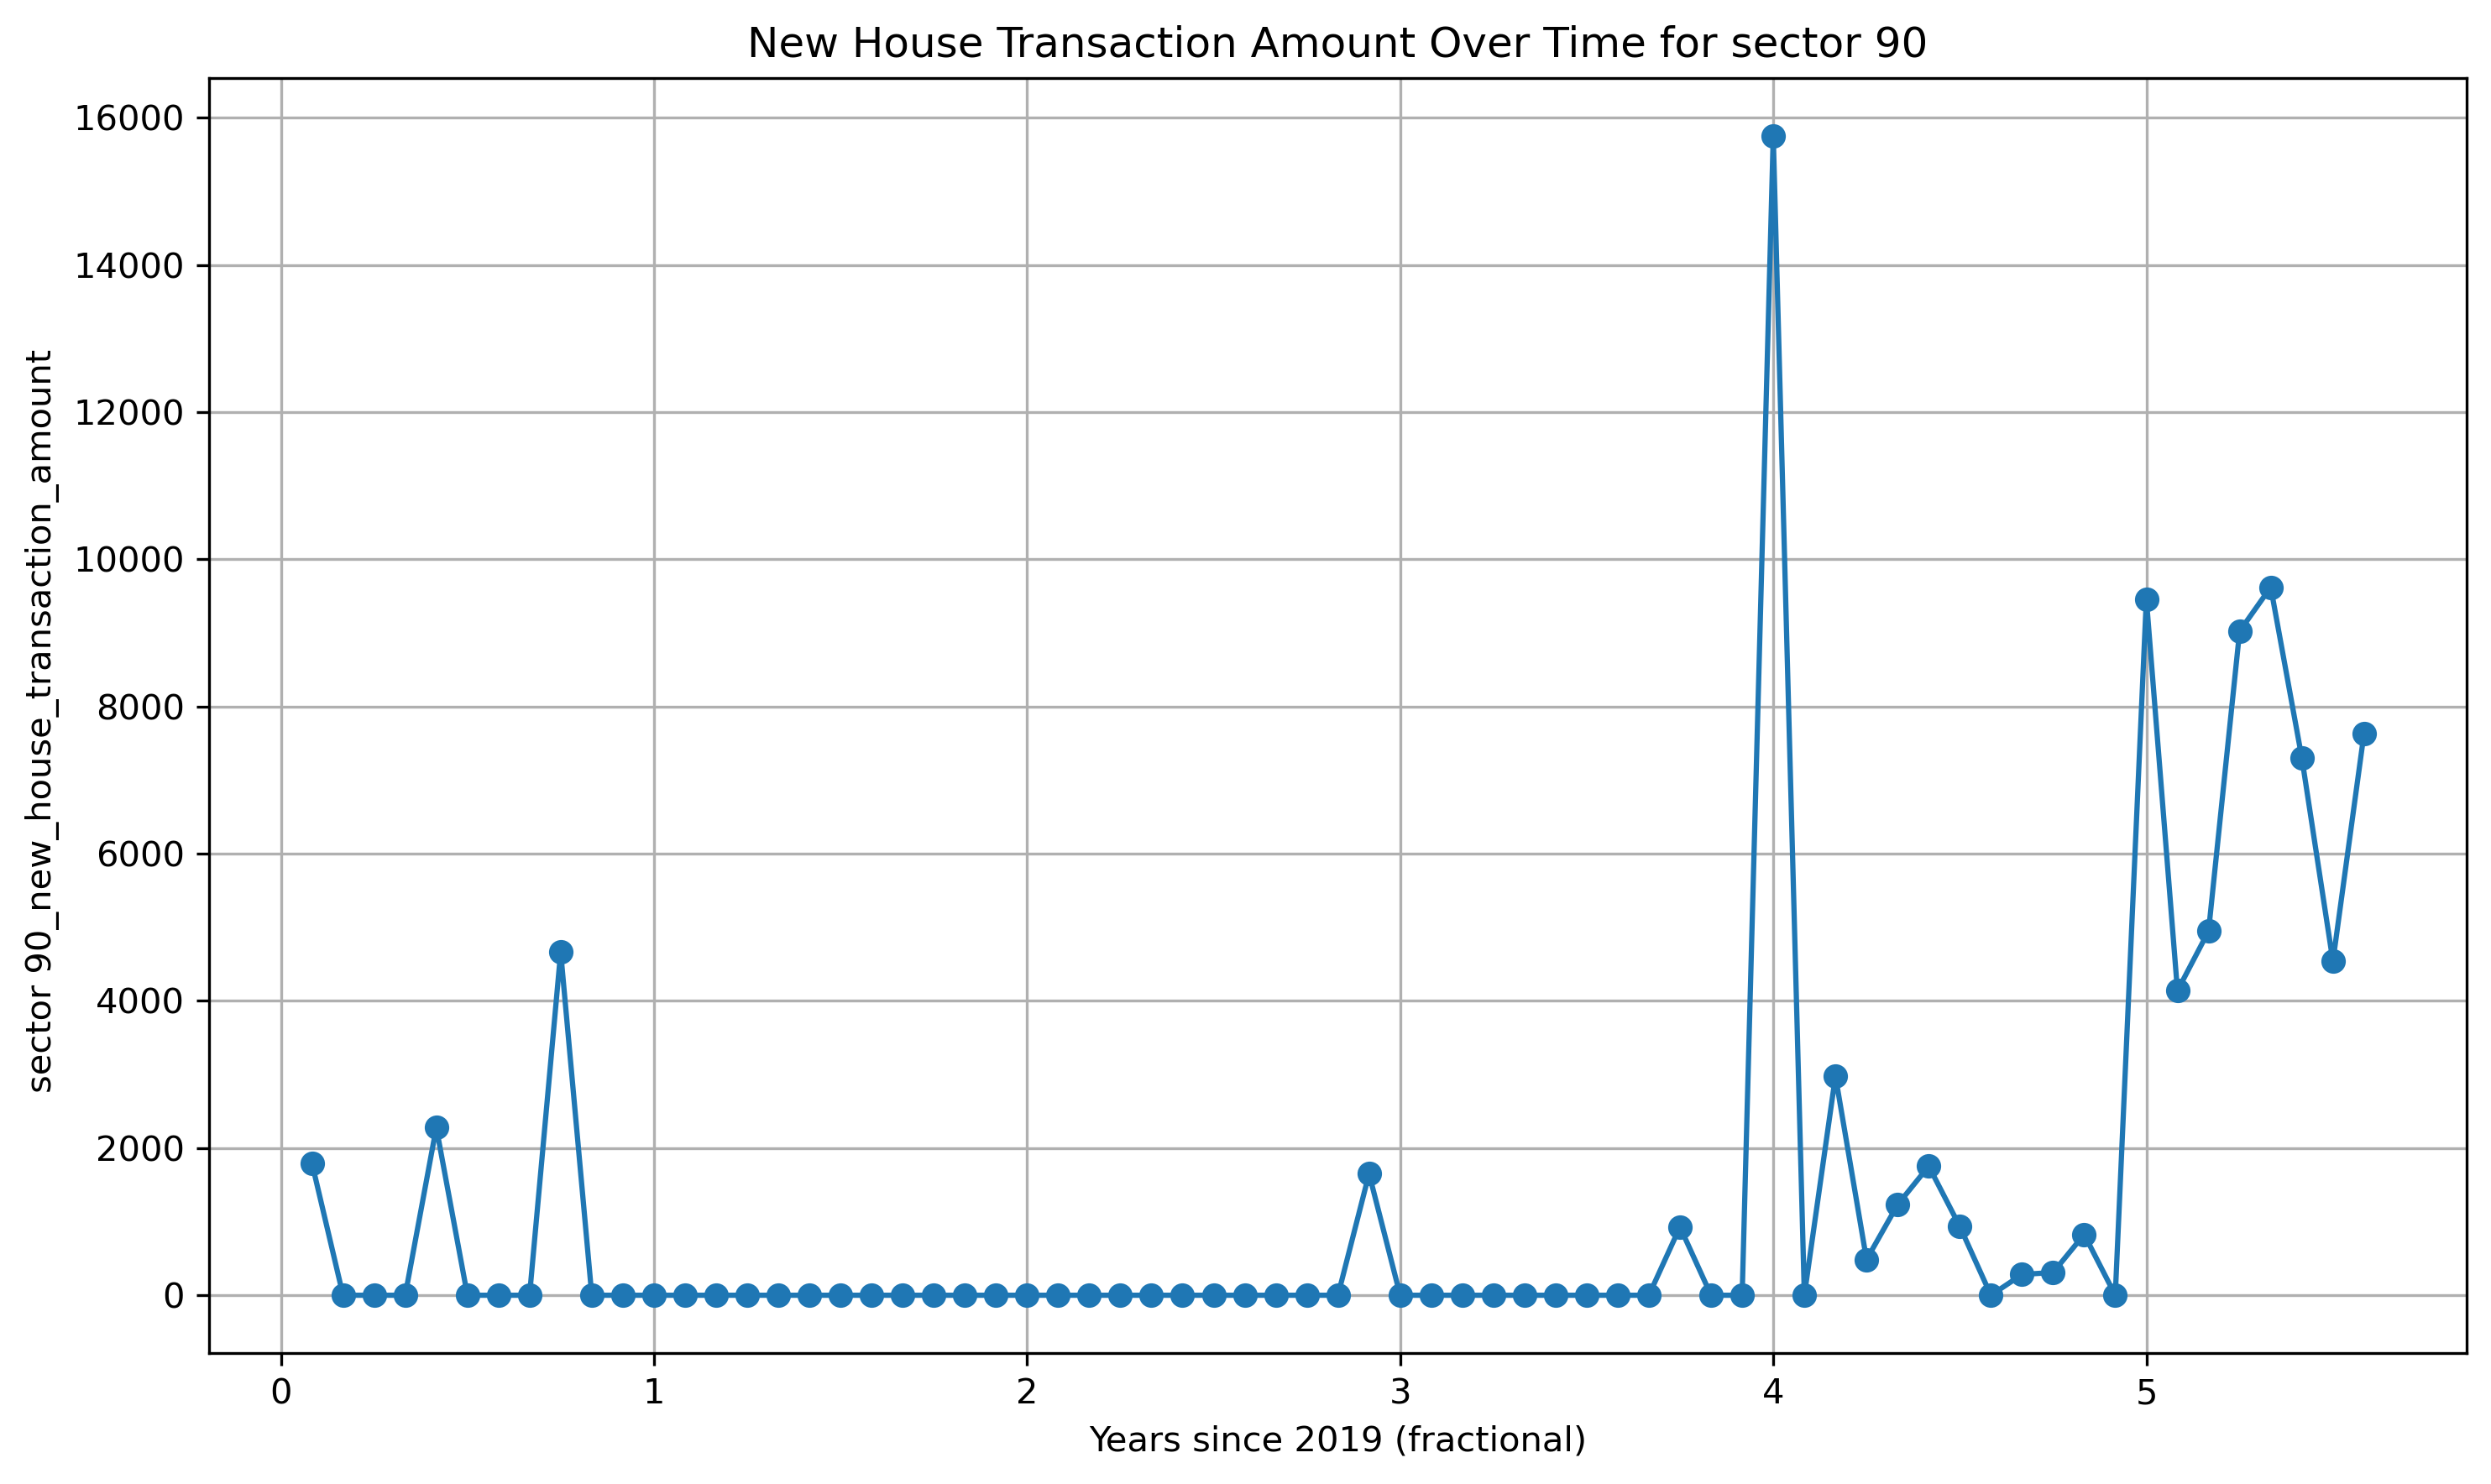 New House Transaction Amount Over Time for sector 90
sector 90_new_house_transaction_amount
16000
14000
12000
10000
8000
6000
4000
2000
0
0 1 2 3 4 5
Years since 2019 (fractional)